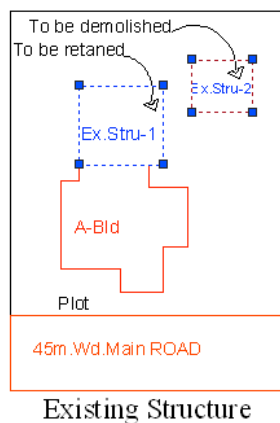 To be demolished
To be retaned
Ex.Stru-2
Ex.Stru-1
A-Bld
Plot
45m.Wd.Main ROAD
Existing Structure